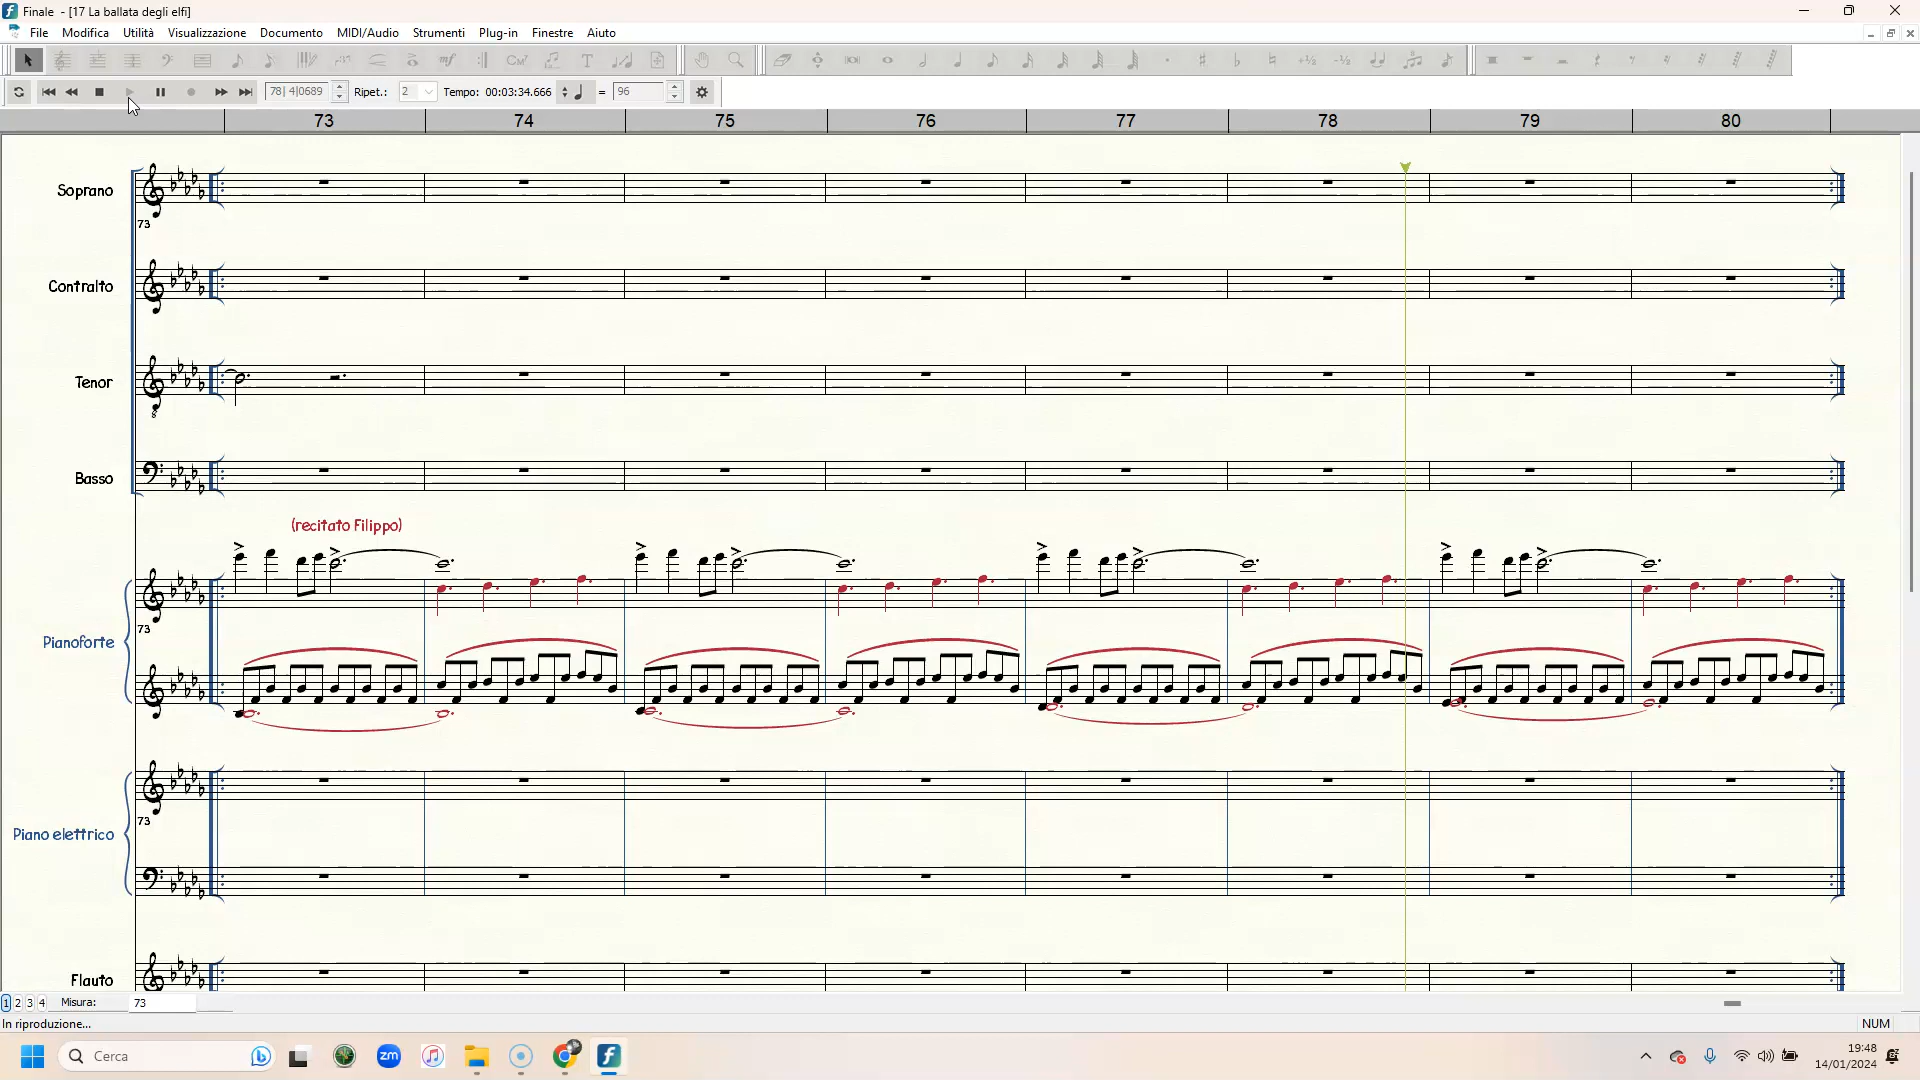 Finale - [17 La ballata degli elfi]
File Modifica Utilità Visualizzazione Documento MIDI/Audio Strumenti Plug-in Finestre Aiuto
78| 4|0689 Ripet.: 2 Tempo: 00:03:34.666 = 96
73 74 75 76 77 78 79 80
Soprano
73
Contralto
Tenor
8
Basso
(recitato Filippo)
Pianoforte
73
Piano elettrico
73
Flauto
1 2 3 4 Misura: 73
In riproduzione...
NUM
Cerca
zm
19:48
14/01/2024